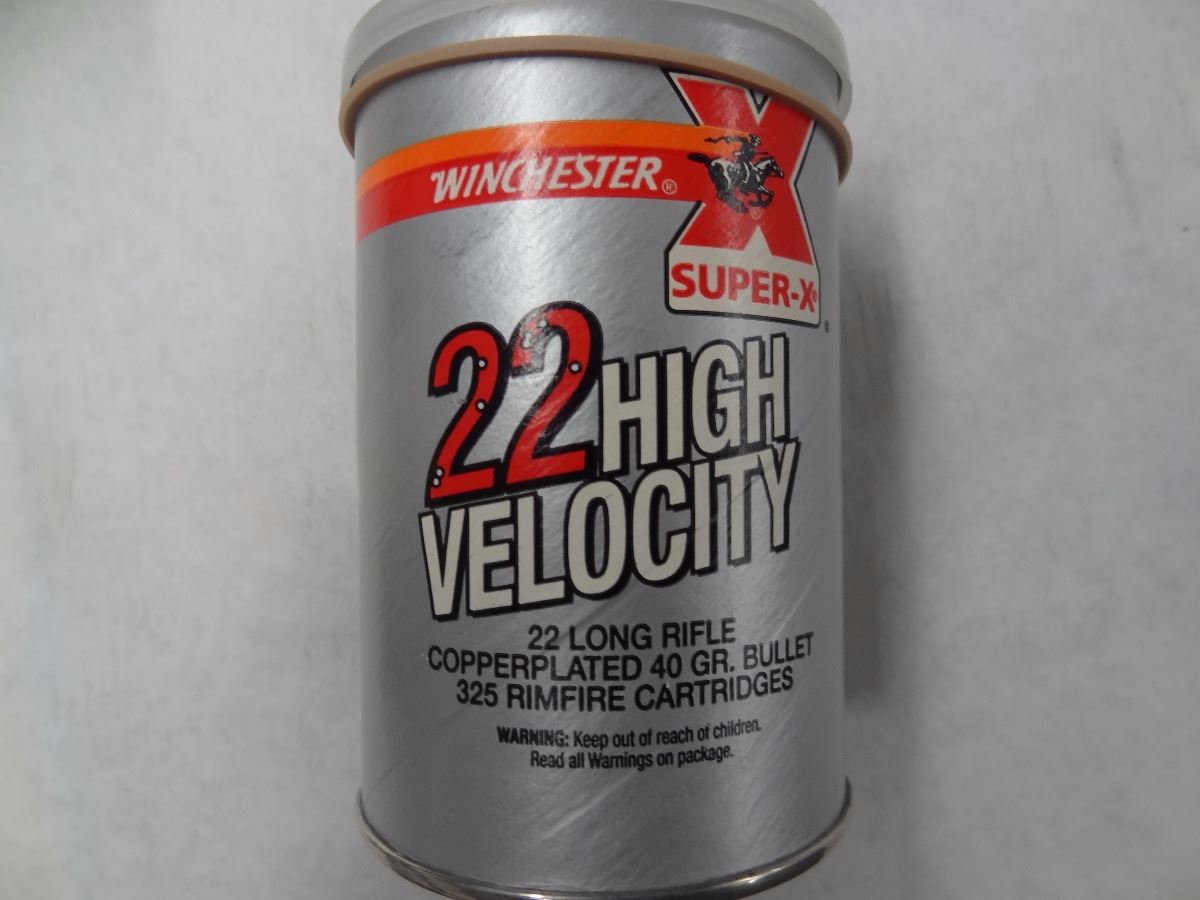 WINCHESTER®
X
®
SUPER-X®
22 HIGH
VELOCITY
22 LONG RIFLE
COPPERPLATED 40 GR. BULLET
325 RIMFIRE CARTRIDGES
WARNING: Keep out of reach of children.
Read all Warnings on package.